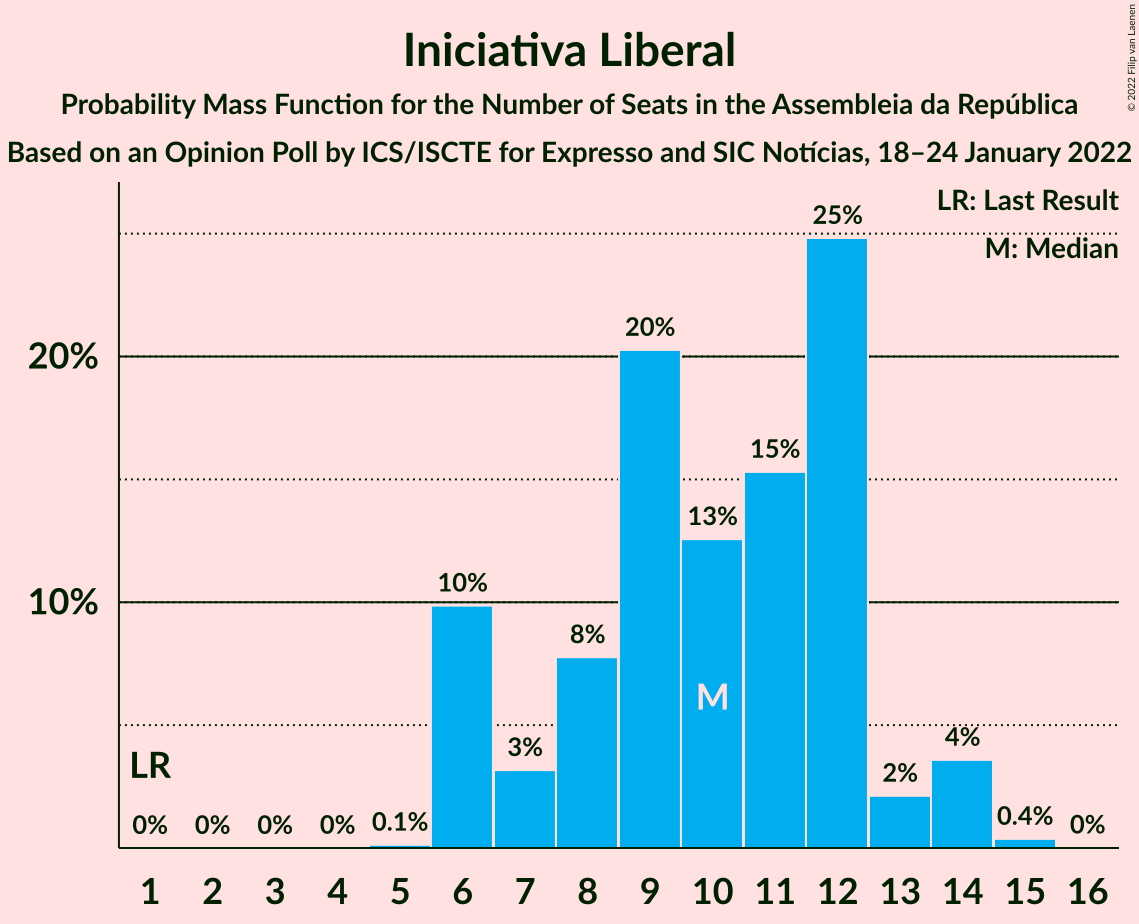 Iniciativa Liberal
Probability Mass Function for the Number of Seats in the Assembleia da República
Based on an Opinion Poll by ICS/ISCTE for Expresso and SIC Notícias, 18–24 January 2022
© 2022 Filip van Laenen
LR: Last Result
M: Median
25%
20%
20%
15%
13%
10%
10%
8%
M
3%
4%
LR
2%
0% 0% 0% 0% 0.1% 0.4% 0%
1 2 3 4 5 6 7 8 9 10 11 12 13 14 15 16